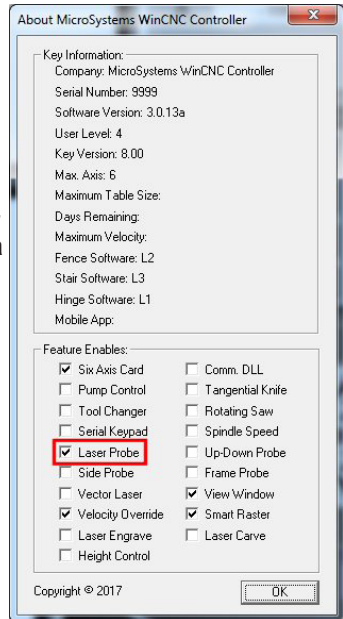 About MicroSystems WinCNC Controller
Key Information:
Company: MicroSystems WinCNC Controller
Serial Number: 9999
Software Version: 3.0.13a
User Level: 4
Key Version: 8.00
Max. Axis: 6
Maximum Table Size:
Days Remaining:
Maximum Velocity:
Fence Software: L2
Stair Software: L3
Hinge Software: L1
Mobile App:
Feature Enables:
Six Axis Card Comm. DLL
Pump Control Tangential Knife
Tool Changer Rotating Saw
Serial Keypad Spindle Speed
Laser Probe Up-Down Probe
Side Probe Frame Probe
Vector Laser View Window
Velocity Override Smart Raster
Laser Engrave Laser Carve
Height Control
Copyright © 2017 OK